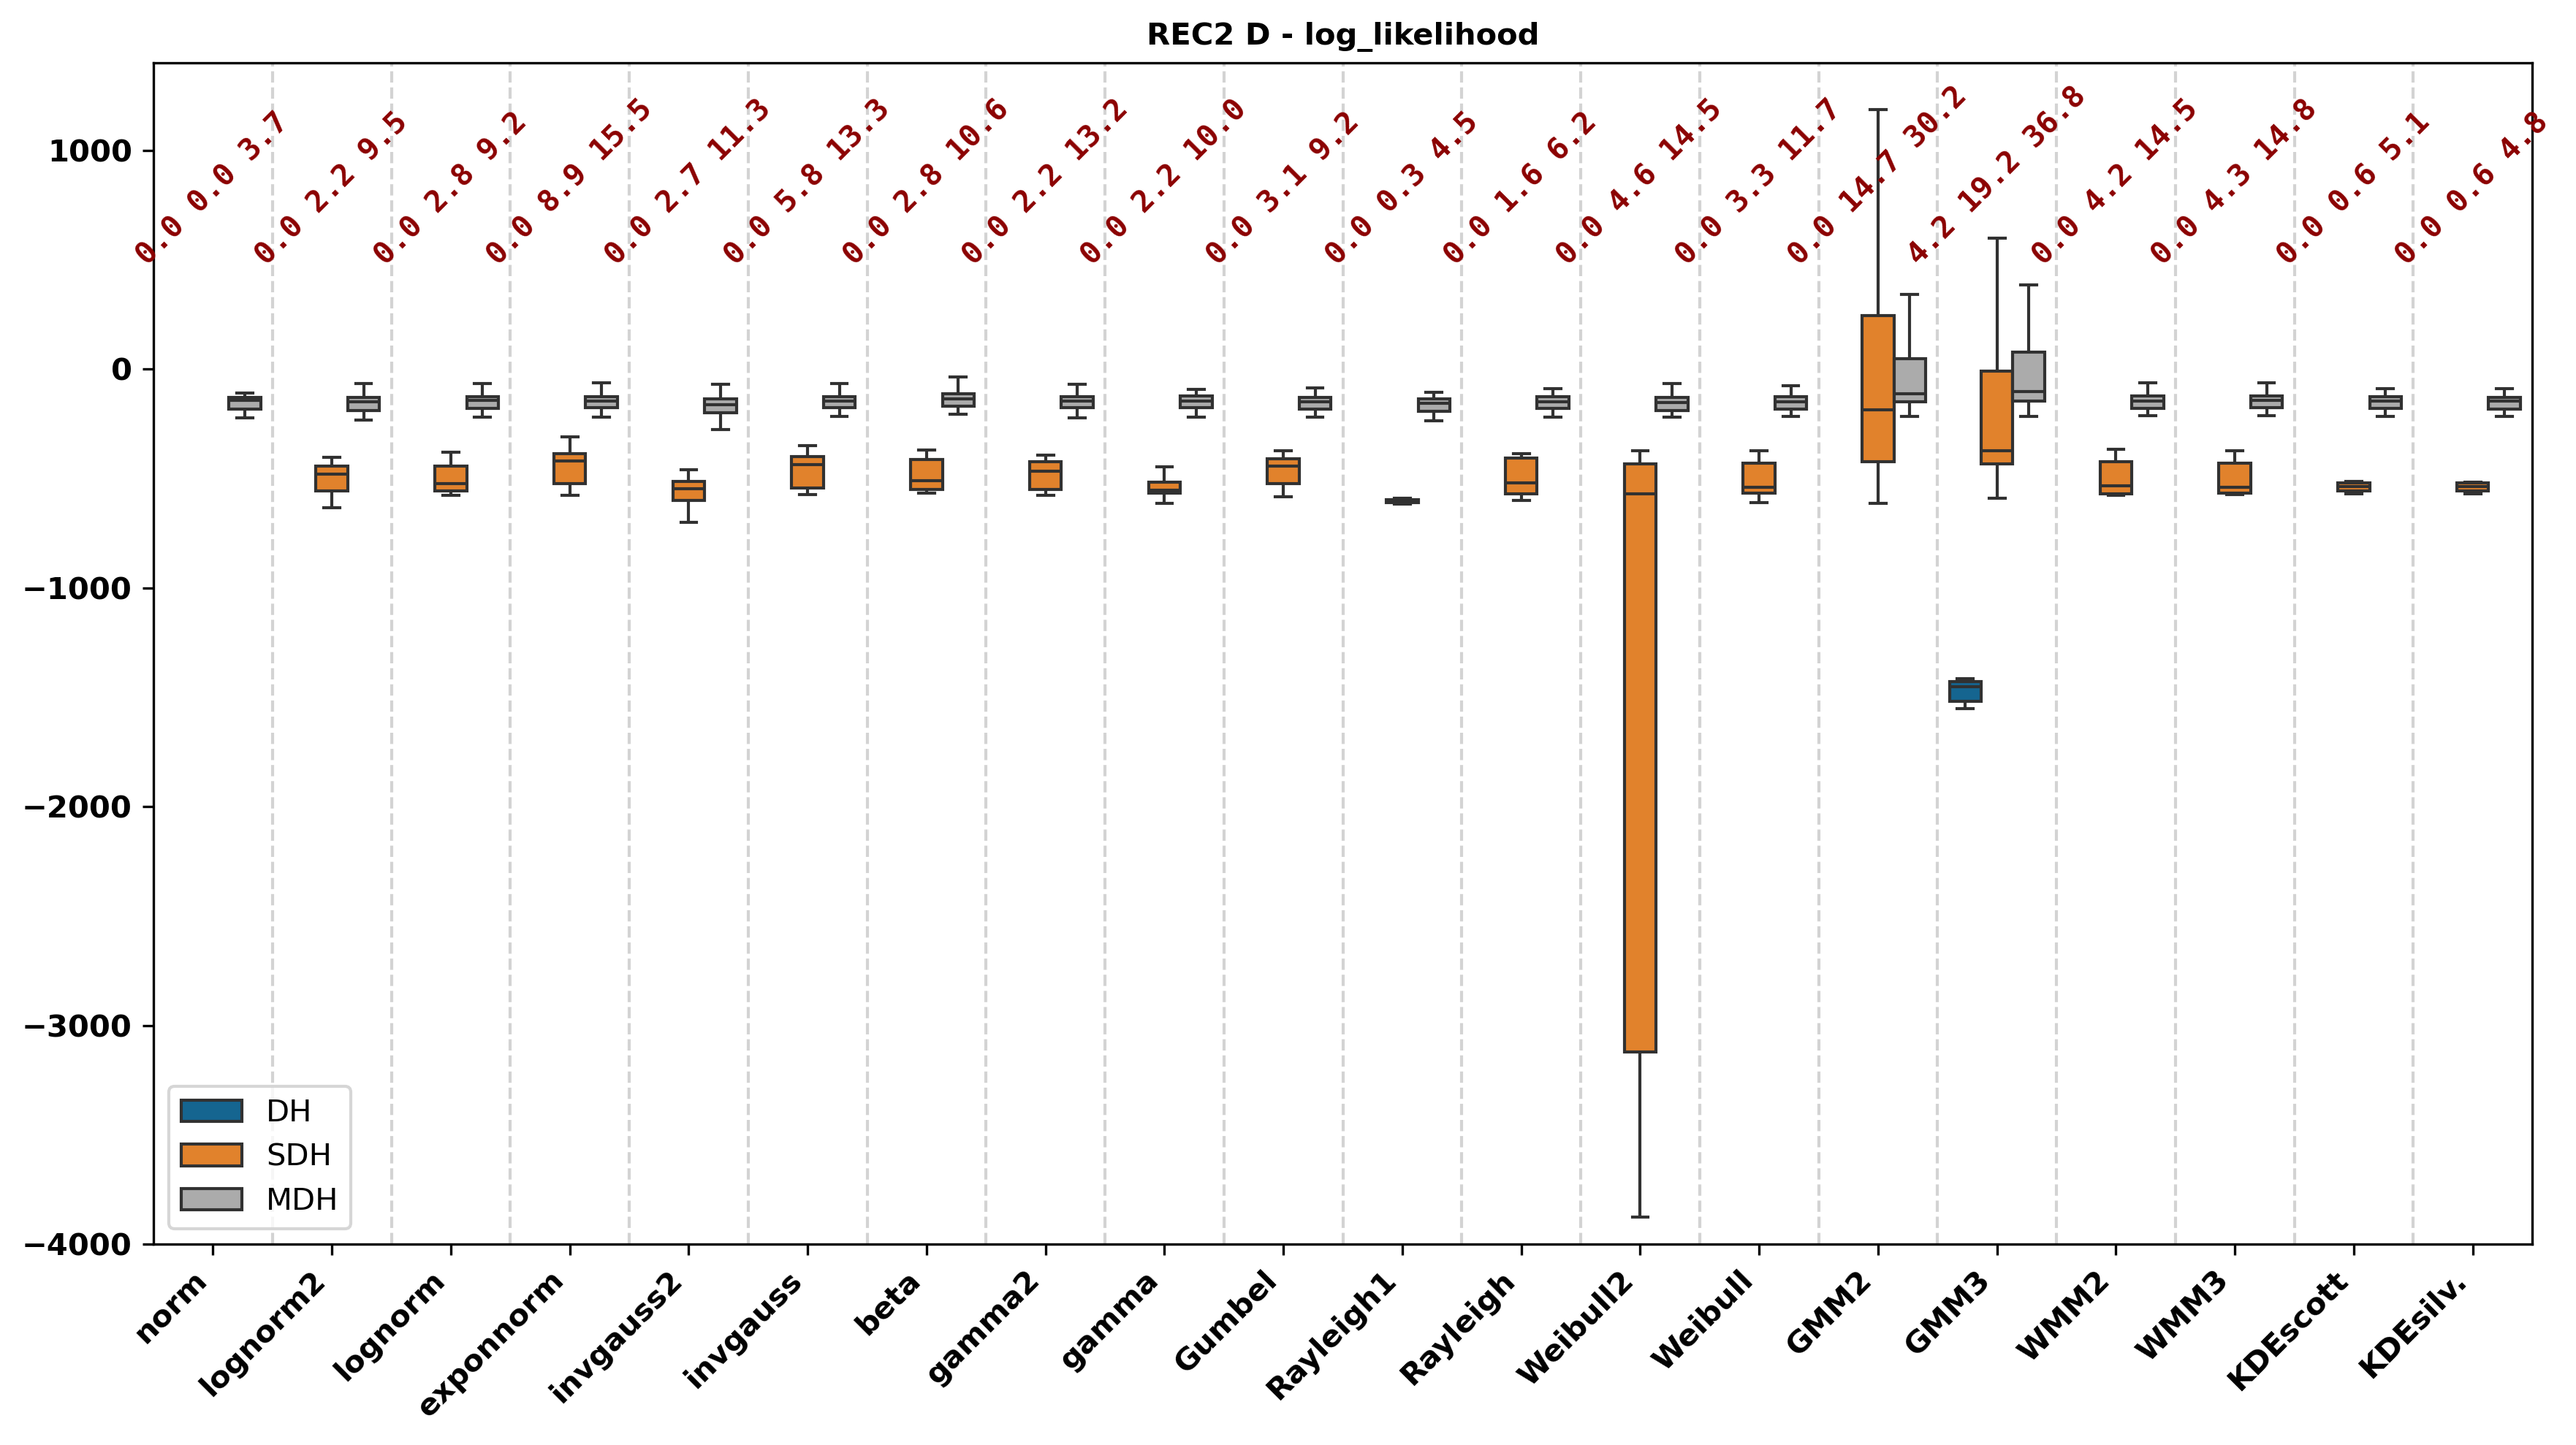 REC2 D - log_likelihood
1000
0
−1000
−2000
−3000
−4000
0.0 0.0 3.7
0.0 2.2 9.5
0.0 2.8 9.2
0.0 8.9 15.5
0.0 2.7 11.3
0.0 5.8 13.3
0.0 2.8 10.6
0.0 2.2 13.2
0.0 2.2 10.0
0.0 3.1 9.2
0.0 0.3 4.5
0.0 1.6 6.2
0.0 4.6 14.5
0.0 3.3 11.7
0.0 14.7 30.2
4.2 19.2 36.8
0.0 4.2 14.5
0.0 4.3 14.8
0.0 0.6 5.1
0.0 0.6 4.8
DH
SDH
MDH
norm
lognorm2
lognorm
exponnorm
invgauss2
invgauss
beta
gamma2
gamma
Gumbel
Rayleigh1
Rayleigh
Weibull2
Weibull
GMM2
GMM3
WMM2
WMM3
KDEscott
KDEsilv.